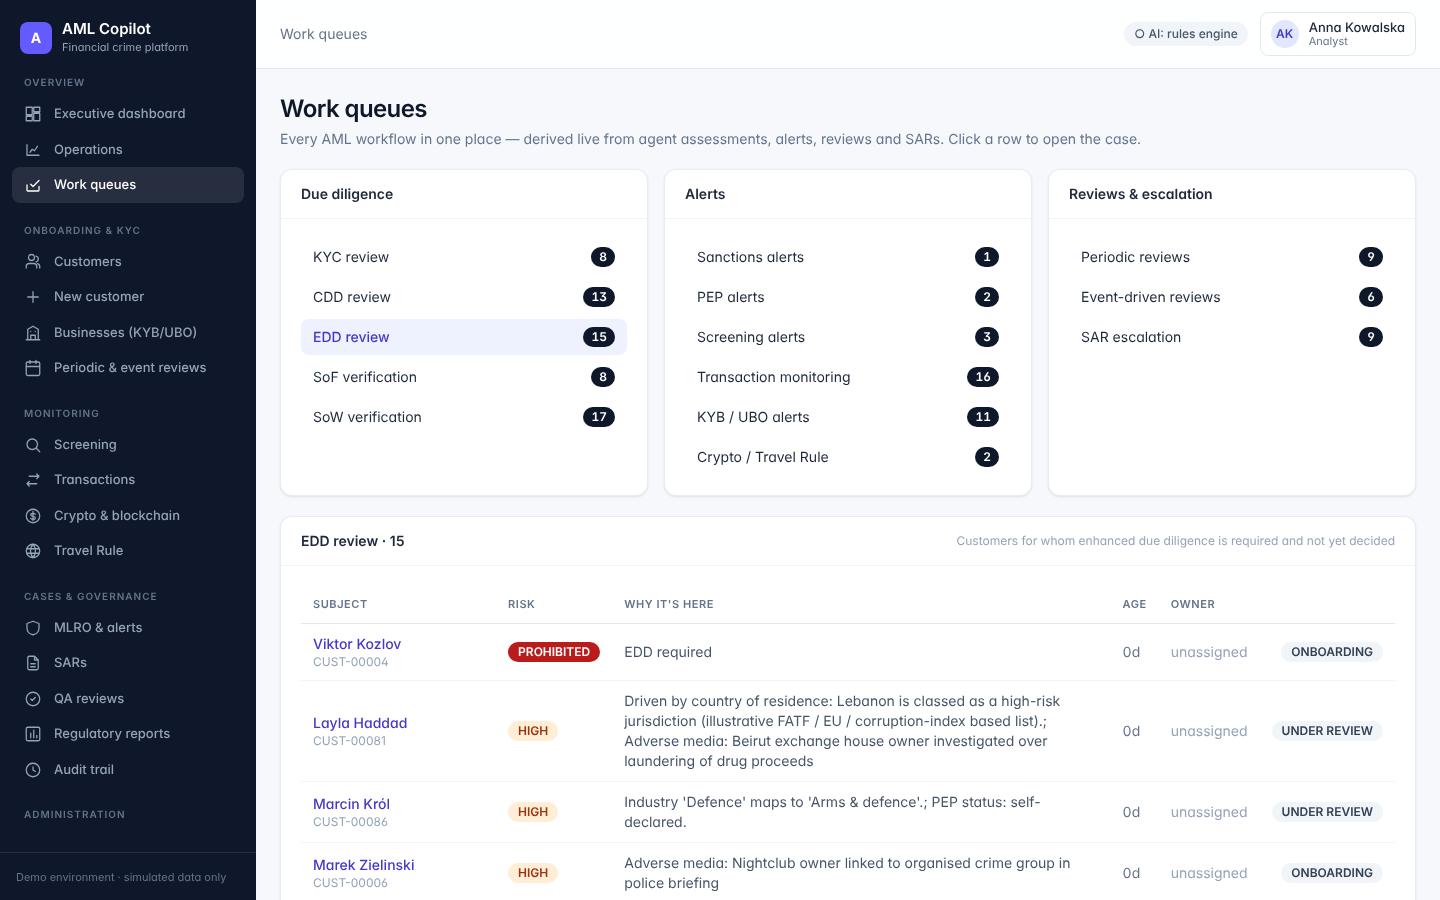 A
AML Copilot
Financial crime platform
OVERVIEW
Executive dashboard
Operations
Work queues
ONBOARDING & KYC
Customers
New customer
Businesses (KYB/UBO)
Periodic & event reviews
MONITORING
Screening
Transactions
Crypto & blockchain
Travel Rule
CASES & GOVERNANCE
MLRO & alerts
SARs
QA reviews
Regulatory reports
Audit trail
ADMINISTRATION
Demo environment · simulated data only
Work queues
AI: rules engine
AK
Anna Kowalska
Analyst
Work queues
Every AML workflow in one place — derived live from agent assessments, alerts, reviews and SARs. Click a row to open the case.
Due diligence
KYC review 8
CDD review 13
EDD review 15
SoF verification 8
SoW verification 17
Alerts
Sanctions alerts 1
PEP alerts 2
Screening alerts 3
Transaction monitoring 16
KYB / UBO alerts 11
Crypto / Travel Rule 2
Reviews & escalation
Periodic reviews 9
Event-driven reviews 6
SAR escalation 9
EDD review · 15
Customers for whom enhanced due diligence is required and not yet decided
SUBJECT RISK WHY IT'S HERE AGE OWNER
Viktor Kozlov
CUST-00004
PROHIBITED
EDD required
0d
unassigned
ONBOARDING
Layla Haddad
CUST-00081
HIGH
Driven by country of residence: Lebanon is classed as a high-risk
jurisdiction (illustrative FATF / EU / corruption-index based list).;
Adverse media: Beirut exchange house owner investigated over
laundering of drug proceeds
0d
unassigned
UNDER REVIEW
Marcin Król
CUST-00086
HIGH
Industry 'Defence' maps to 'Arms & defence'.; PEP status: self-
declared.
0d
unassigned
UNDER REVIEW
Marek Zielinski
CUST-00006
HIGH
Adverse media: Nightclub owner linked to organised crime group in
police briefing
0d
unassigned
ONBOARDING